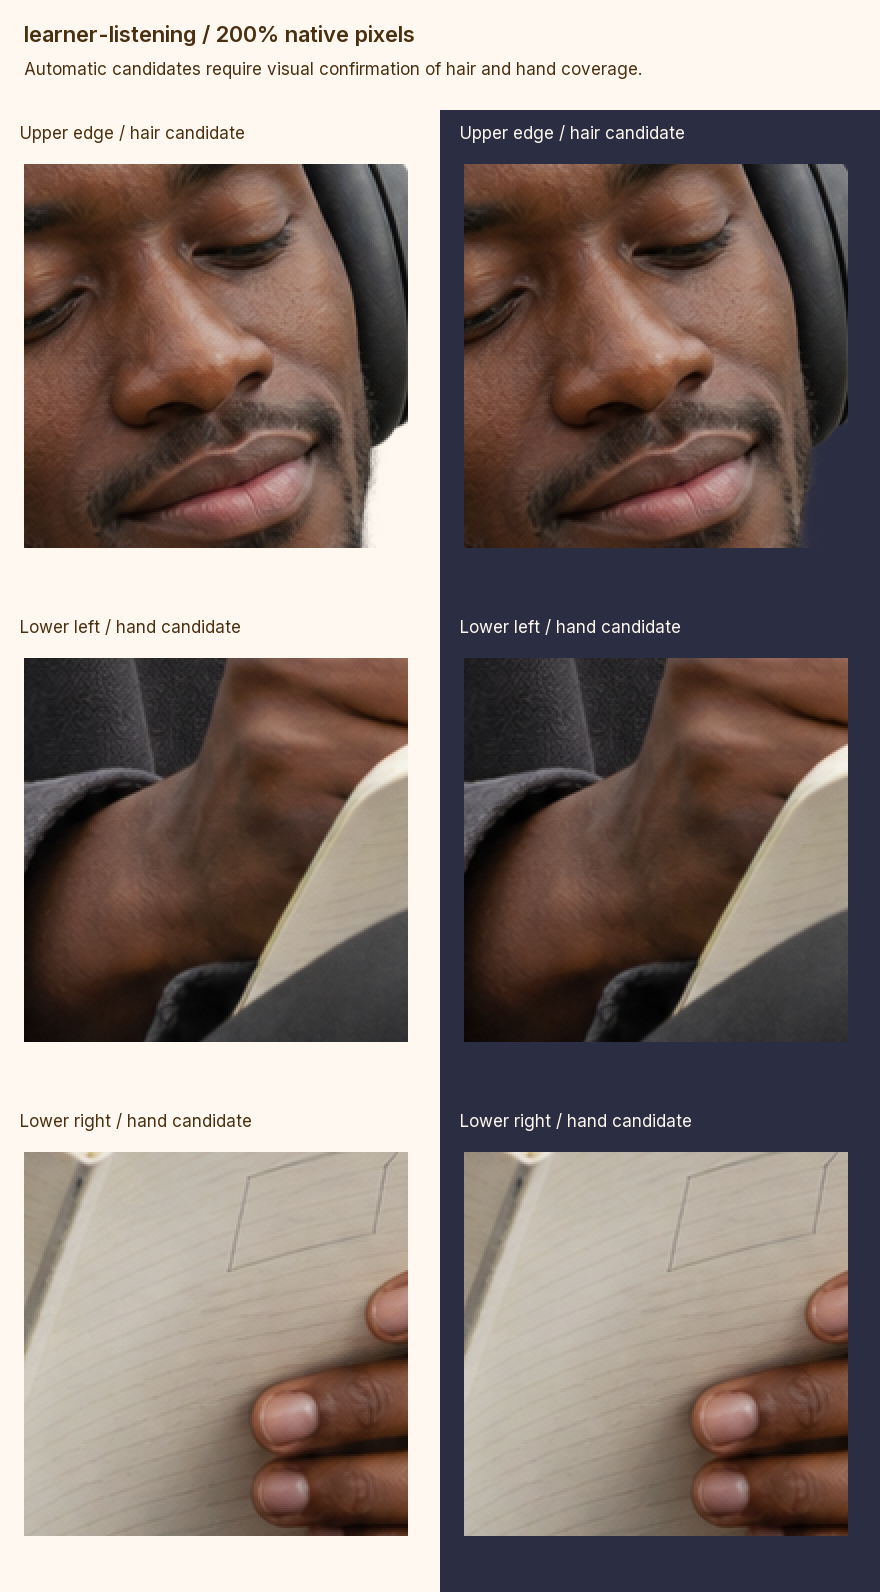 learner-listening / 200% native pixels
Automatic candidates require visual confirmation of hair and hand coverage.
Upper edge / hair candidate
Upper edge / hair candidate
Lower left / hand candidate
Lower left / hand candidate
Lower right / hand candidate
Lower right / hand candidate